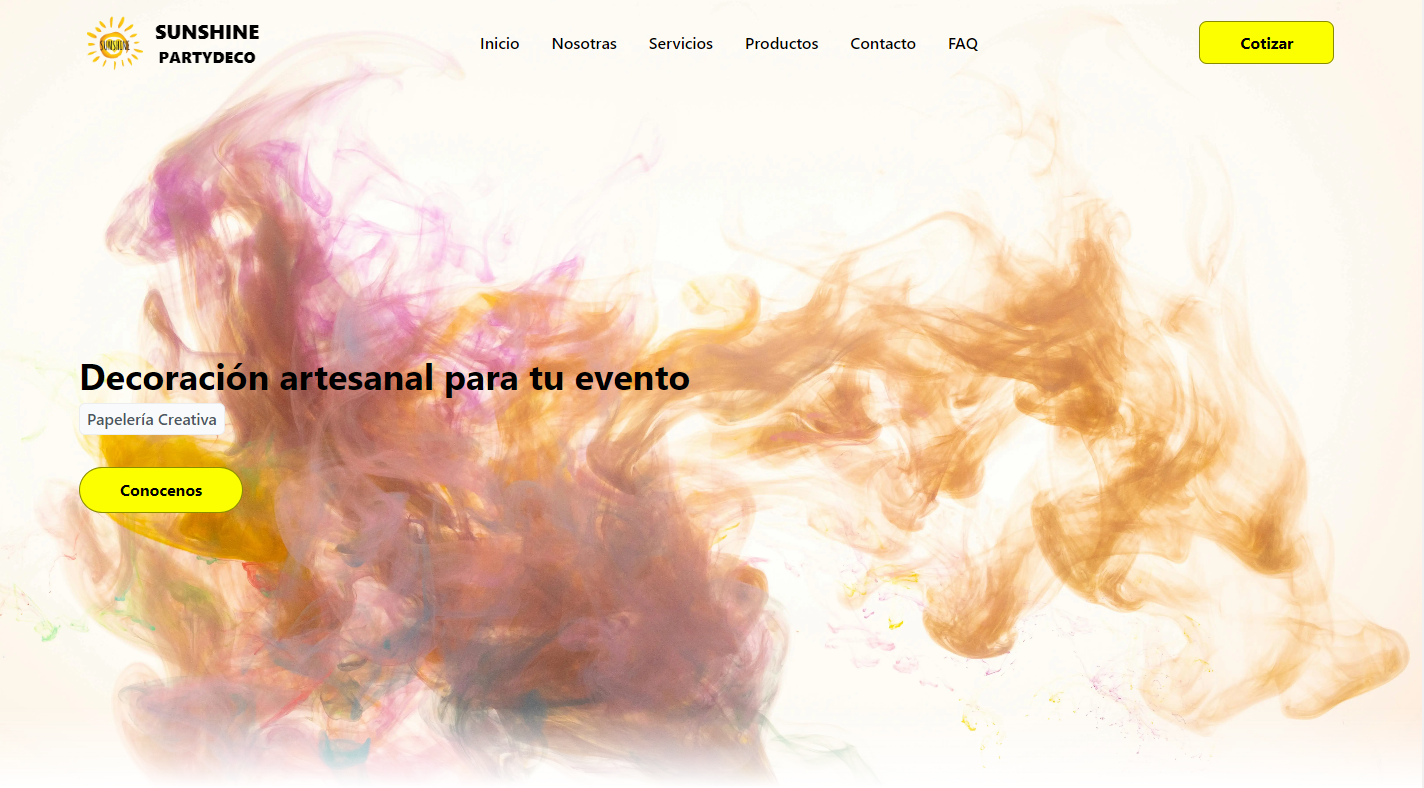 SUNSHINE
SUNSHINE
PARTYDECO
Inicio
Nosotras
Servicios
Productos
Contacto
FAQ
Cotizar
Decoración artesanal para tu evento
Papelería Creativa
Conocenos